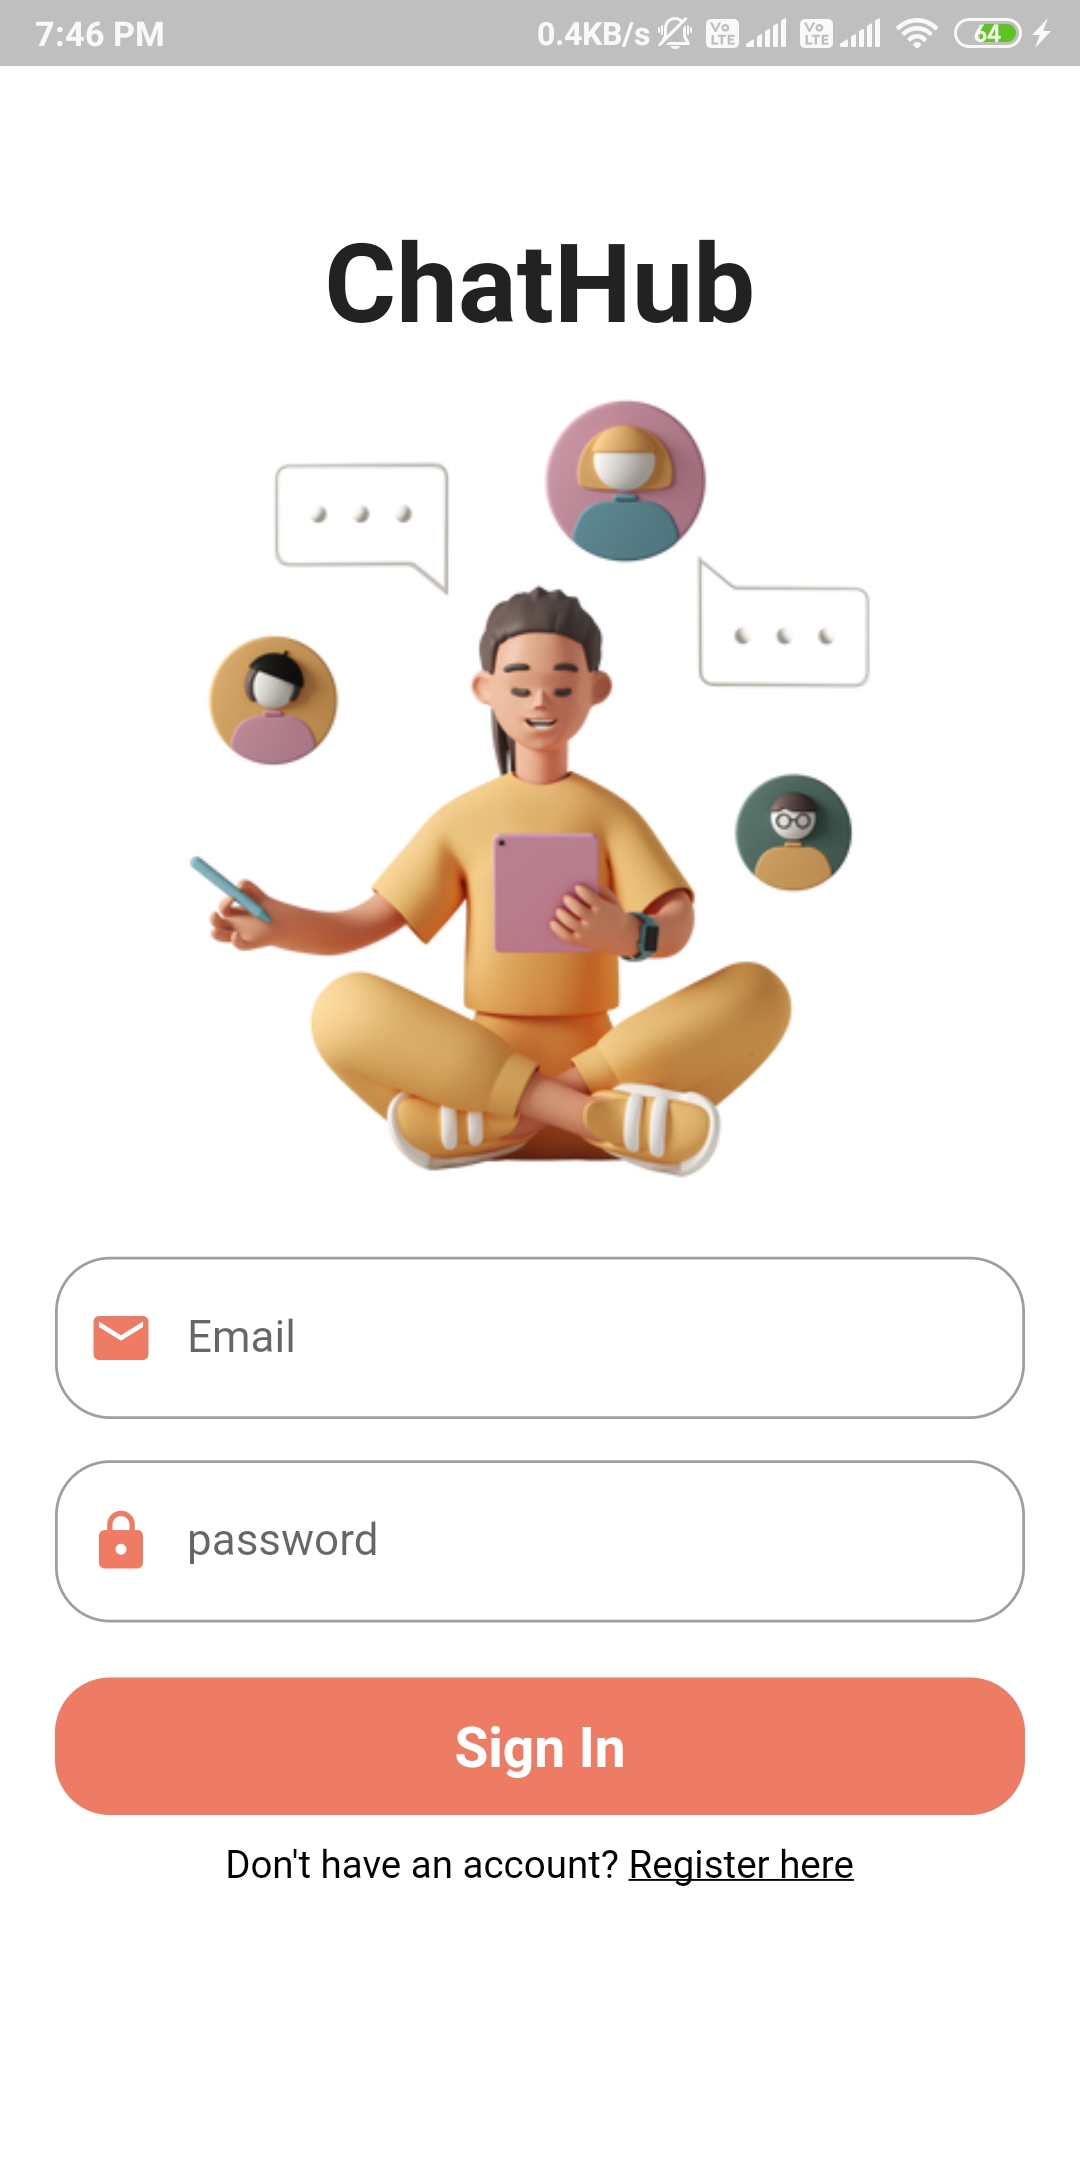 7:46 PM 0.4KB/s Vo LTE Vo LTE 64
ChatHub
Email
password
Sign In
Don't have an account? Register here